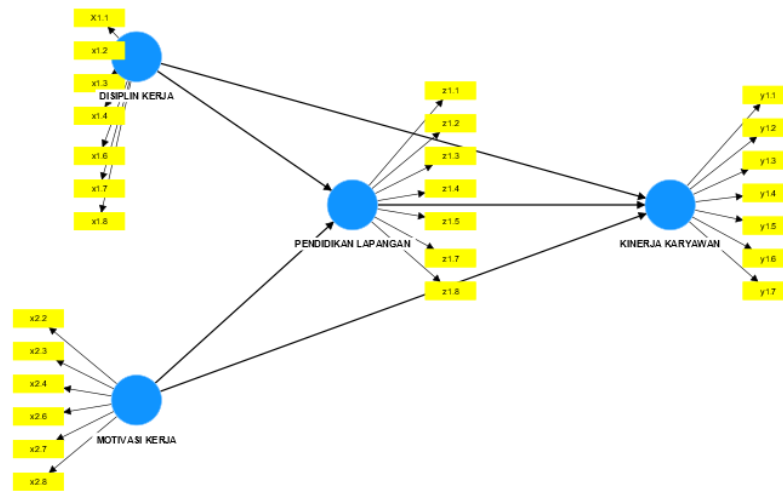 X1.1
x1.2
x1.3
DISIPLIN KERJA
x1.4
x1.6
x1.7
x1.8
z1.1
z1.2
z1.3
z1.4
z1.5
PENDIDIKAN LAPANGAN
z1.7
z1.8
y1.1
y1.2
y1.3
y1.4
y1.5
KINERJA KARYAWAN
y1.6
y1.7
x2.2
x2.3
x2.4
x2.6
MOTIVASI KERJA
x2.7
x2.8